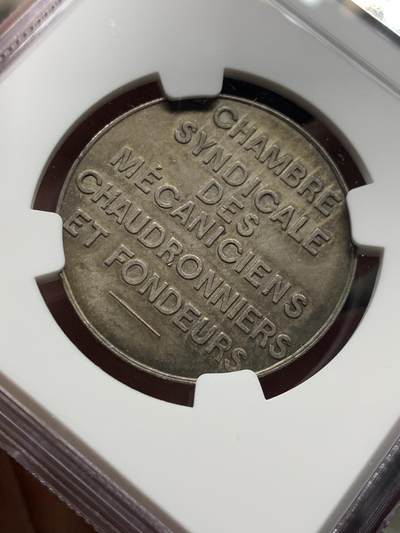 CHAMBRE
SYNDICALE
DES
MÉCANICIENS
CHAUDRONNIERS
ET FONDEURS